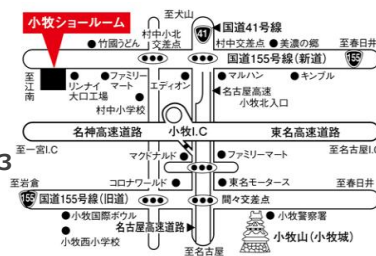 小牧ショールーム
至犬山
41
国道41号線
竹國うどん
村中小北
交差点
村中交差点
美濃の郷
至春日井
国道155号線(新道)
155
至江南
リンナイ
大口工場
ファミリー
マート
エディオン
マルハン
キンブル
村中小学校
名古屋高速
小牧北入口
名神高速道路
小牧I.C
東名高速道路
至一宮I.C
至名古屋I.C
3
マクドナルド
ファミリーマート
至岩倉
コロナワールド
東名モータース
至春日井
155
国道155号線(旧道)
間々交差点
小牧国際ボウル
名古屋高速道路
小牧警察署
小牧西小学校
小牧山(小牧城)
至名古屋